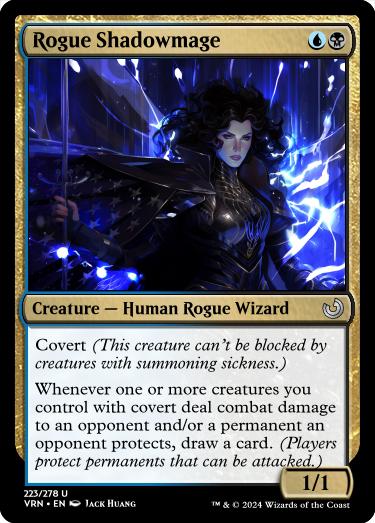 Rogue Shadowmage
Creature — Human Rogue Wizard
Covert (This creature can't be blocked by
creatures with summoning sickness.)
Whenever one or more creatures you
control with covert deal combat damage
to an opponent and/or a permanent an
opponent protects, draw a card. (Players
protect permanents that can be attacked.)
1/1
223/278 U
VRN • EN Jack Huang
™ & © 2024 Wizards of the Coast